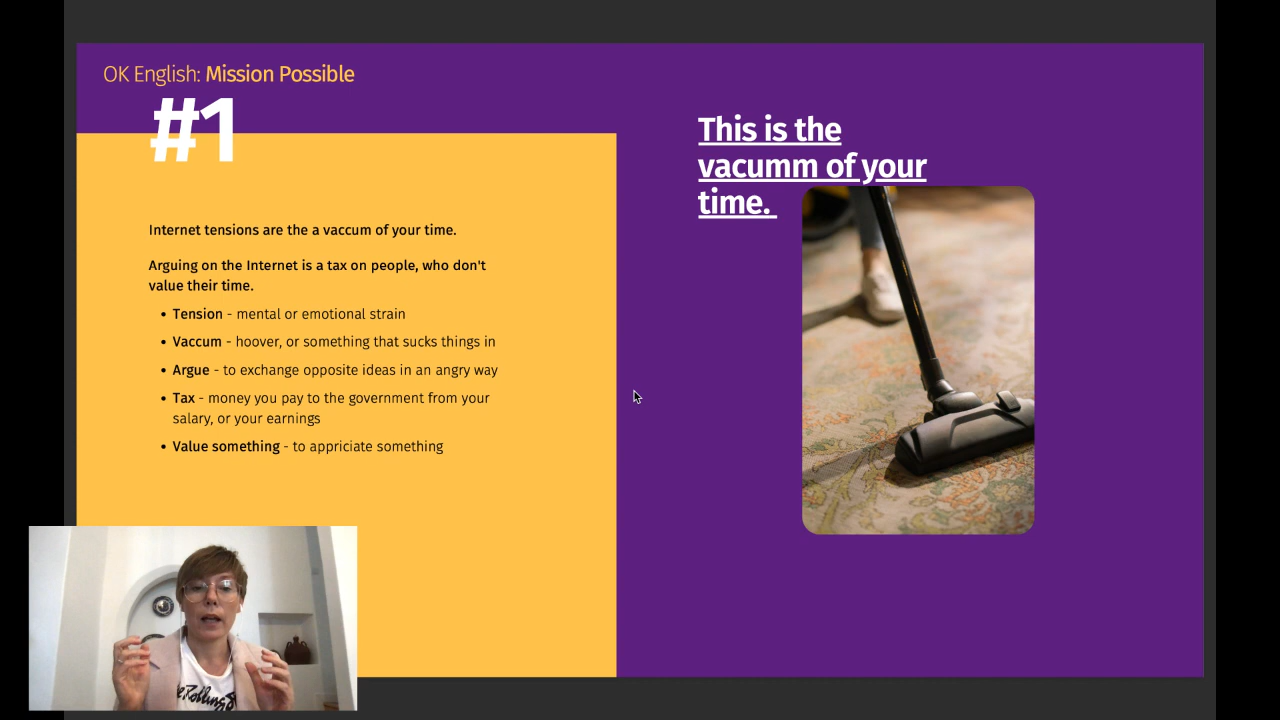 OK English: Mission Possible
#1
This is the
vacumm of your
time.
Internet tensions are the a vaccum of your time.
Arguing on the Internet is a tax on people, who don't
value their time.
• Tension - mental or emotional strain
• Vaccum - hoover, or something that sucks things in
• Argue - to exchange opposite ideas in an angry way
• Tax - money you pay to the government from your
salary, or your earnings
• Value something - to appriciate something